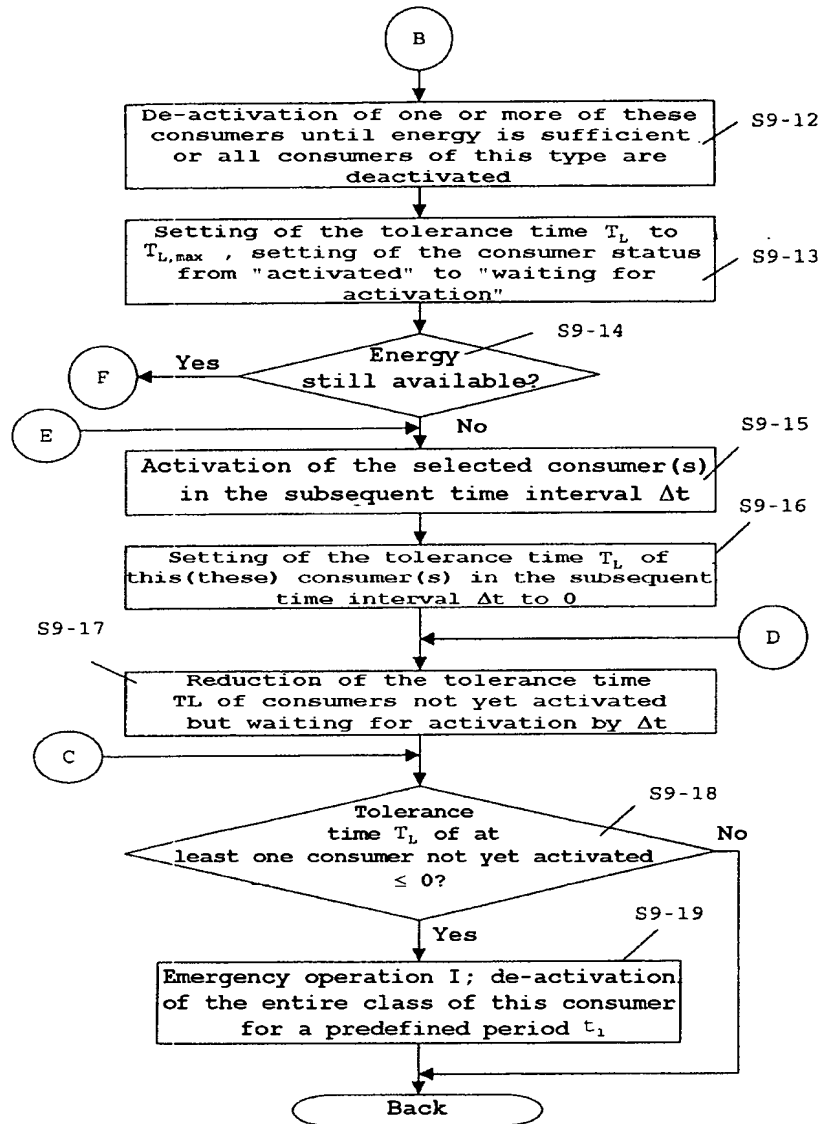 B
De-activation of one or more of these
consumers until energy is sufficient
or all consumers of this type are
deactivated
S9-12
Setting of the tolerance time T_L to
T_L,max , setting of the consumer status
from "activated" to "waiting for
activation"
S9-13
S9-14
Energy
still available?
Yes
F
No
E
S9-15
Activation of the selected consumer(s)
in the subsequent time interval Δt
S9-16
Setting of the tolerance time T_L of
this(these) consumer(s) in the subsequent
time interval Δt to 0
D
S9-17
Reduction of the tolerance time
TL of consumers not yet activated
but waiting for activation by Δt
C
S9-18
Tolerance
time T_L of at
least one consumer not yet activated
≤ 0?
No
Yes
S9-19
Emergency operation I; de-activation
of the entire class of this consumer
for a predefined period t_1
Back